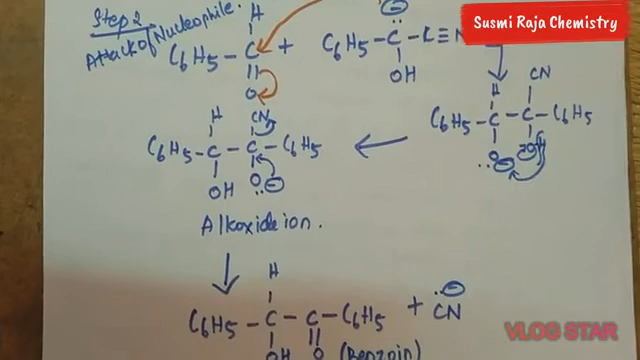 Susmi Raja Chemistry
Step 2
Attack of Nucleophile.
H
C6H5 - C + C6H5 - C - C≡N
O
OH
CN
H
C6H5 - C - C - C6H5
O OH
H CN
C6H5 - C - C - C6H5
OH O
Alkoxide ion.
H
C6H5 - C - C - C6H5 + CN
OH O (Benzoin)
VLOG STAR